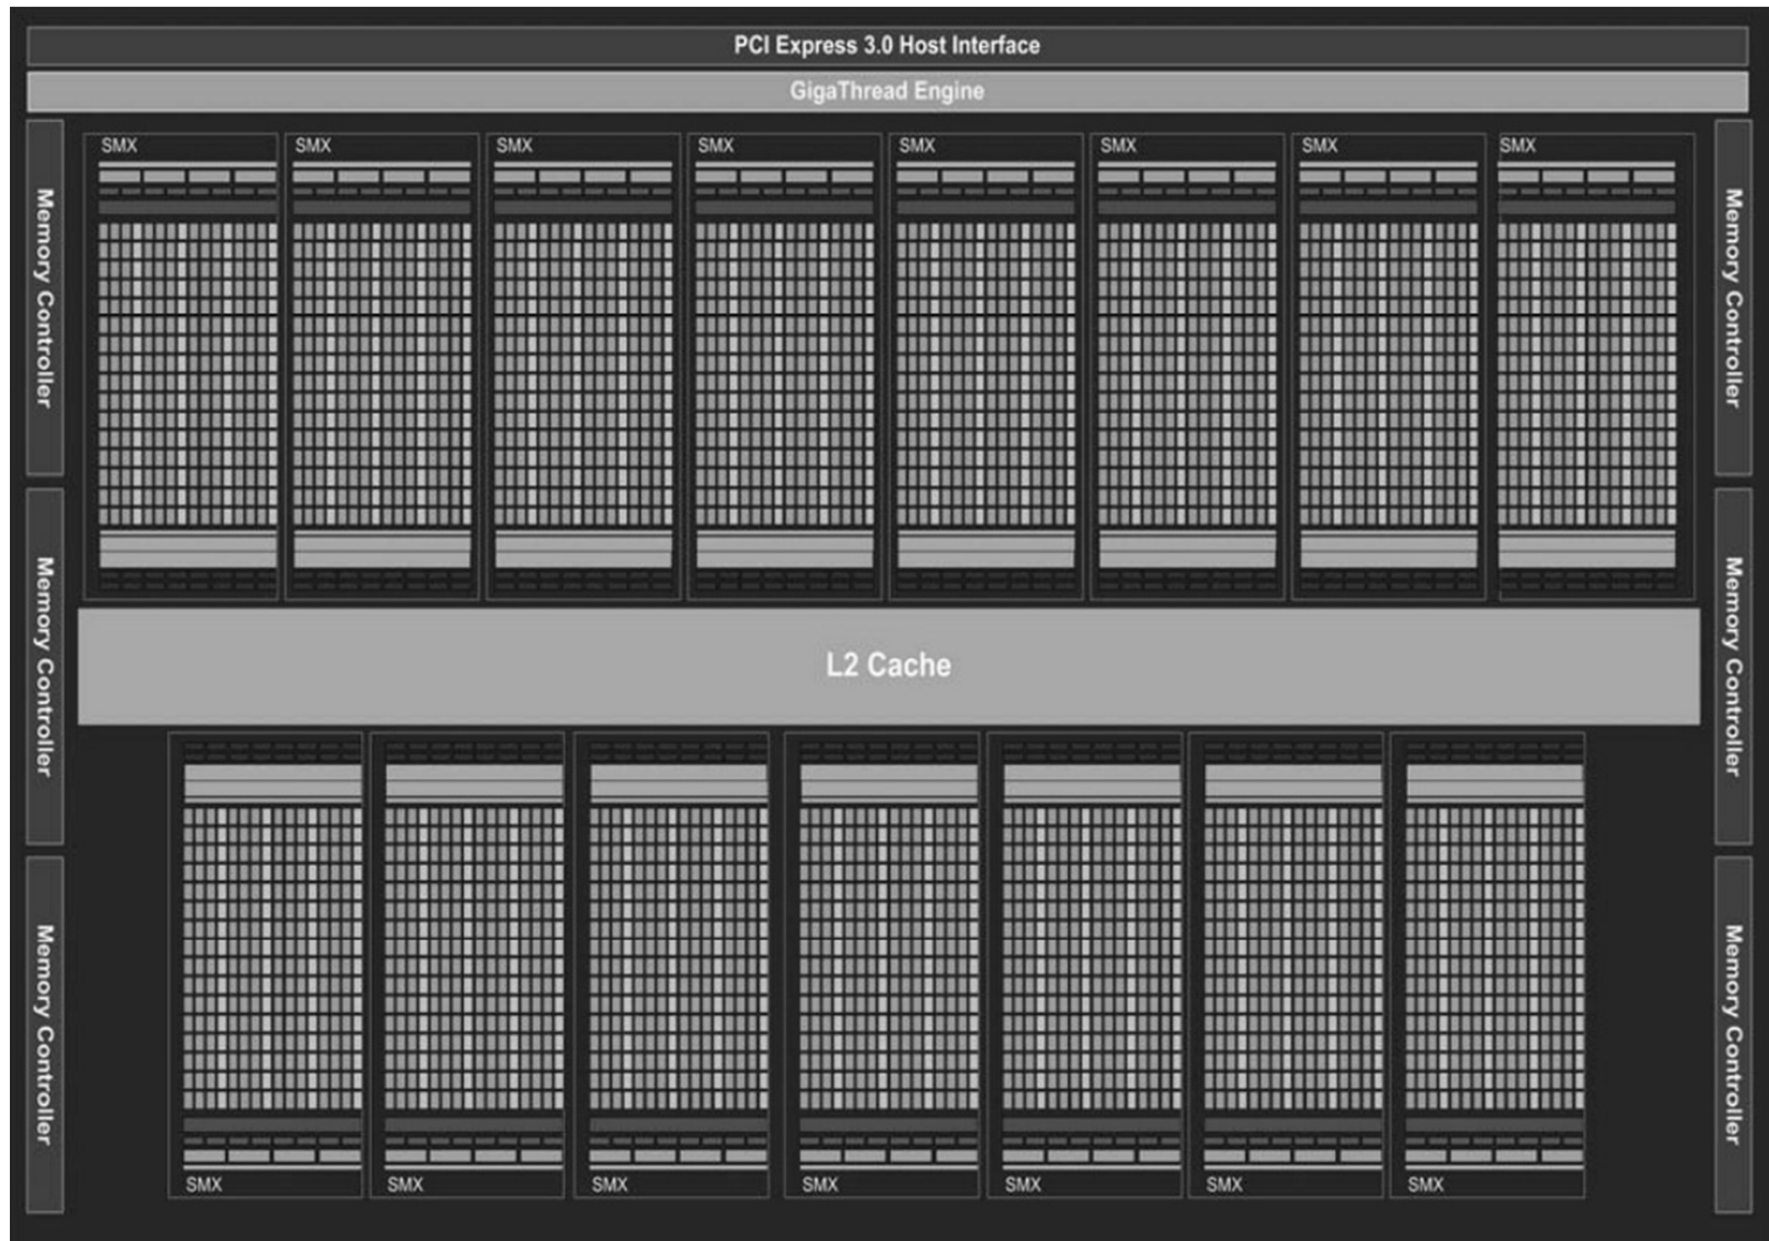 PCI Express 3.0 Host Interface
GigaThread Engine
SMX
SMX
SMX
SMX
SMX
SMX
SMX
SMX
Memory Controller
Memory Controller
L2 Cache
Memory Controller
Memory Controller
Memory Controller
Memory Controller
SMX
SMX
SMX
SMX
SMX
SMX
SMX